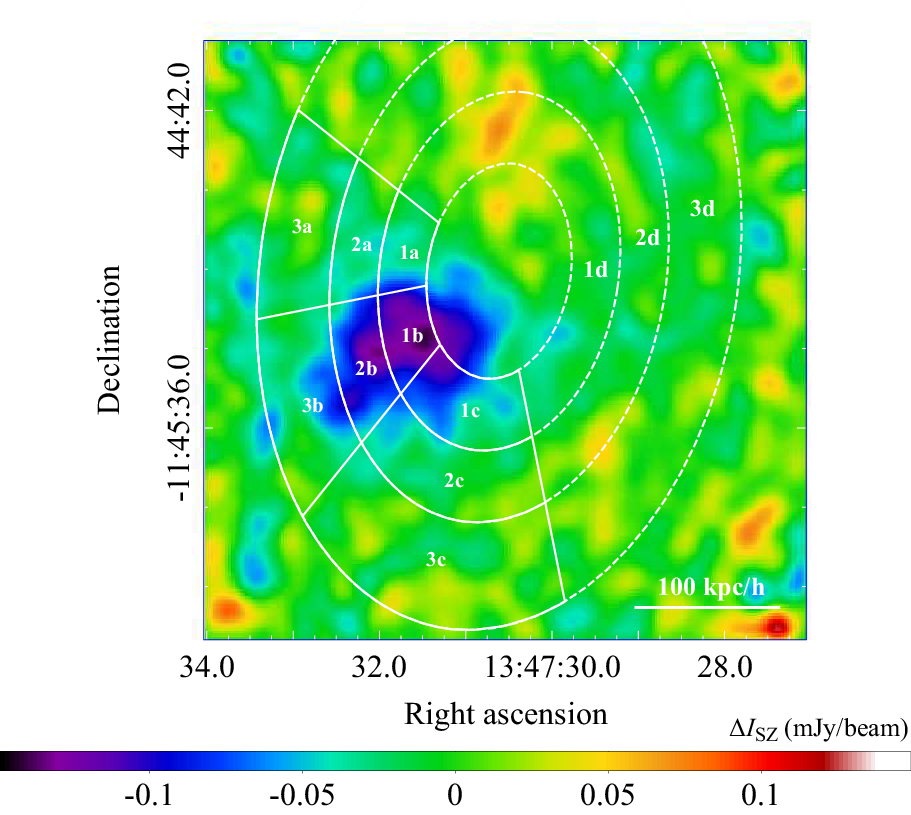 44:42.0
-11:45:36.0
Declination
3a
2a
1a
1b
2b
3b
1c
2c
3c
1d
2d
3d
100 kpc/h
34.0
32.0
13:47:30.0
28.0
Right ascension
ΔI_SZ (mJy/beam)
-0.1
-0.05
0
0.05
0.1